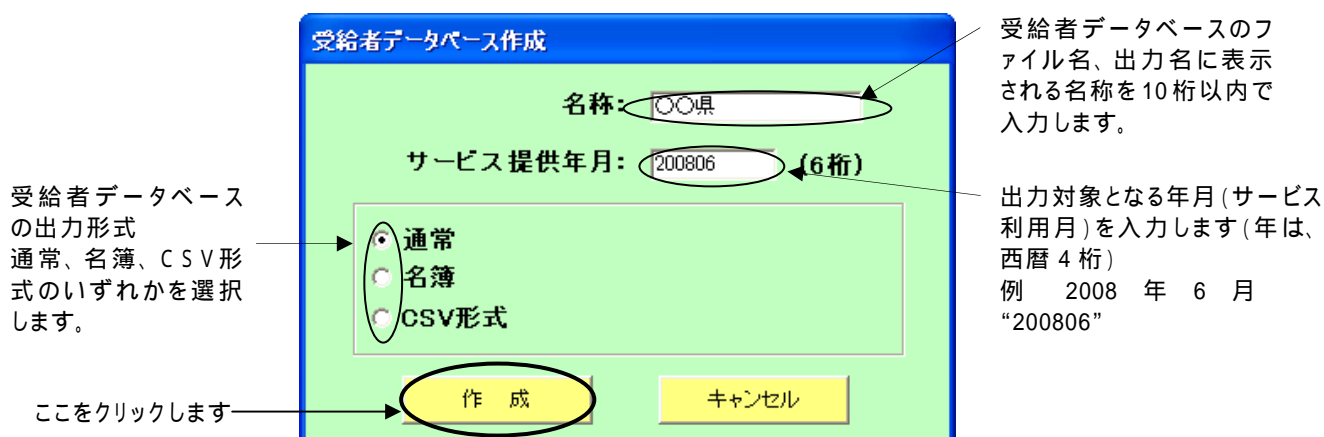 受給者データベース作成
名称: 〇〇県
サービス提供年月: 200806 (6桁)
通常
名簿
CSV形式
作 成 キャンセル
受給者データベース
の出力形式
通常、名簿、CSV形
式のいずれかを選択
します。
ここをクリックします
受給者データベースのフ
ァイル名、出力名に表示
される名称を10桁以内で
入力します。
出力対象となる年月(サービス
利用月)を入力します(年は、
西暦4桁)
例 2008 年 6 月
“200806”